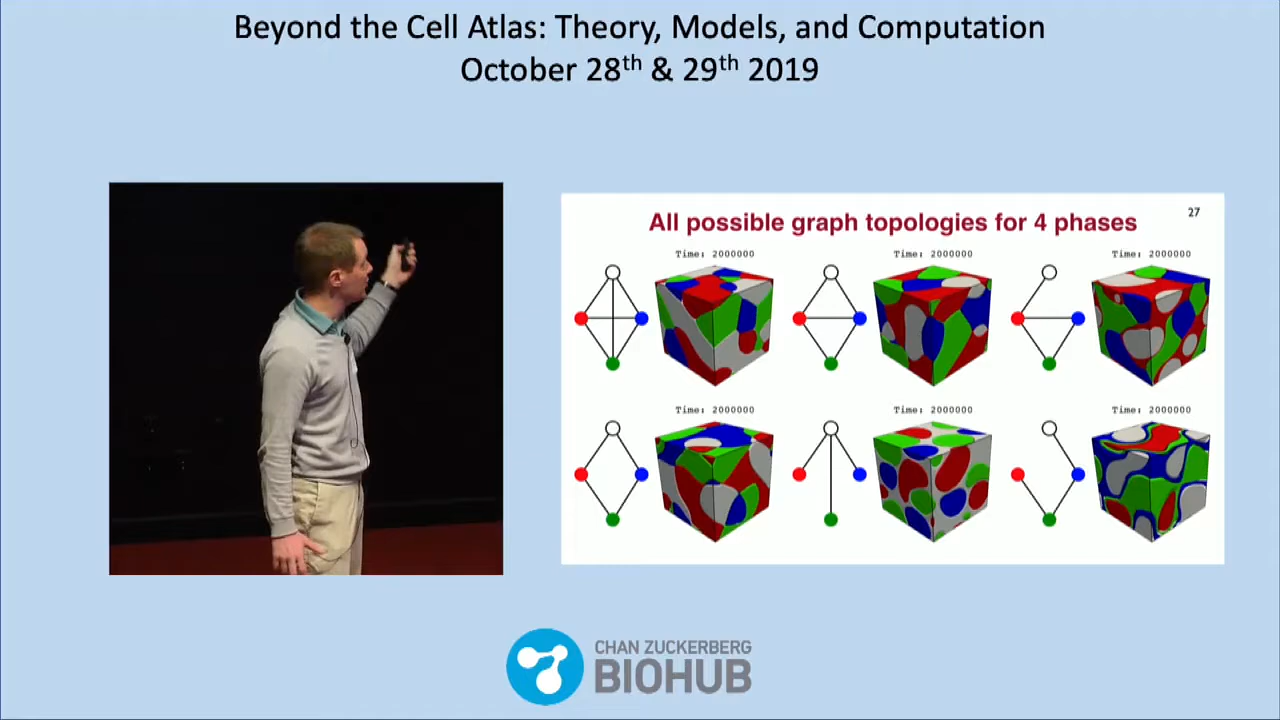 Beyond the Cell Atlas: Theory, Models, and Computation
October 28th & 29th 2019
All possible graph topologies for 4 phases
27
Time: 2000000
Time: 2000000
Time: 2000000
Time: 2000000
Time: 2000000
Time: 2000000
CHAN ZUCKERBERG
BIOHUB